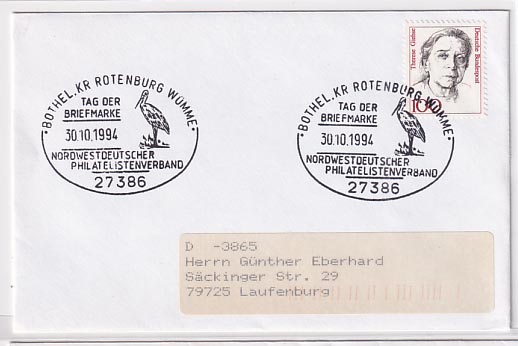 BOTHEL,KR ROTENBURG WÜMME
TAG DER
BRIEFMARKE
30.10.1994
NORDWESTDEUTSCHER
PHILATELISTENVERBAND
27386
BOTHEL,KR ROTENBURG WÜMME
TAG DER
BRIEFMARKE
30.10.1994
NORDWESTDEUTSCHER
PHILATELISTENVERBAND
27386
Therese Giehse
Deutsche Bundespost
100
D -3865
Herrn Günther Eberhard
Säckinger Str. 29
79725 Laufenburg